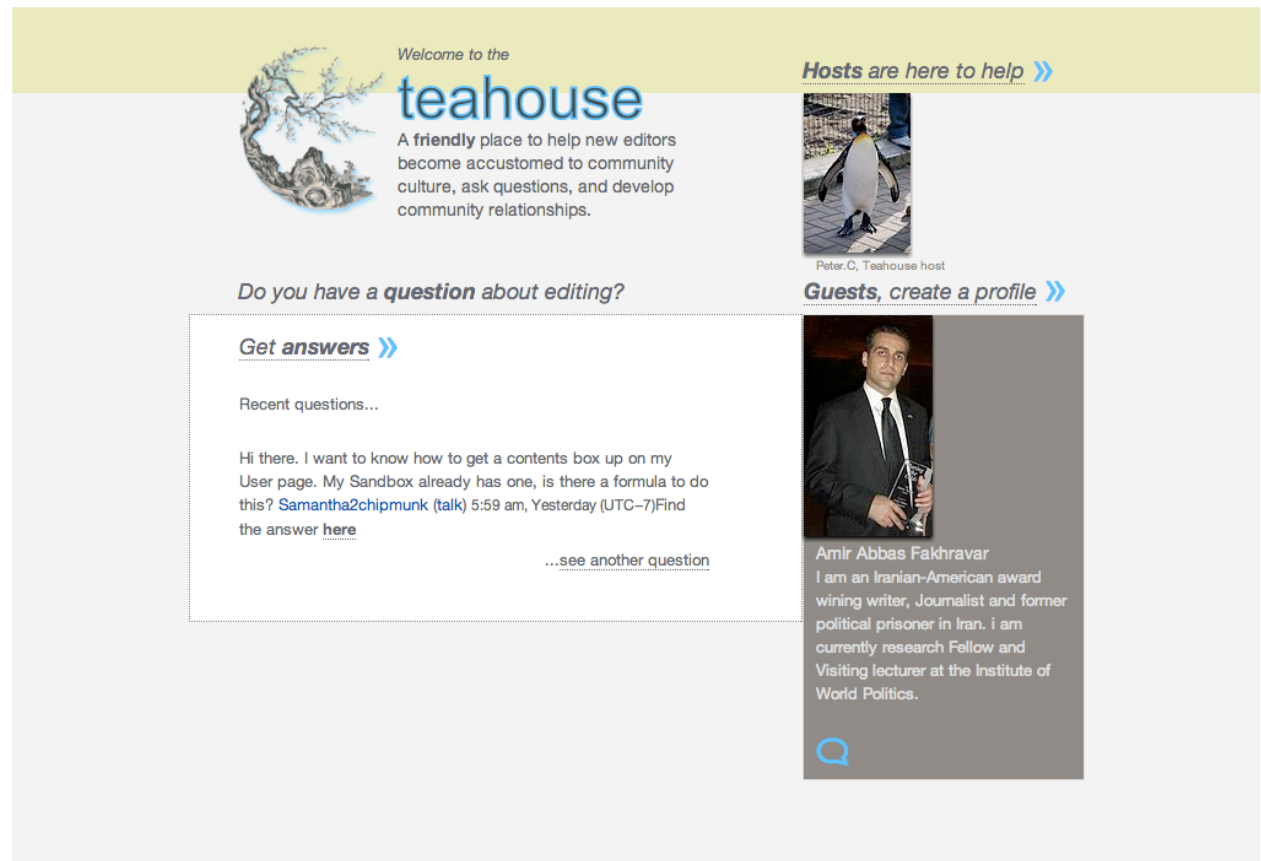 Welcome to the
teahouse
A friendly place to help new editors
become accustomed to community
culture, ask questions, and develop
community relationships.
Hosts are here to help
Peter.C, Teahouse host
Do you have a question about editing?
Get answers
Recent questions...
Hi there. I want to know how to get a contents box up on my
User page. My Sandbox already has one, is there a formula to do
this? Samantha2chipmunk (talk) 5:59 am, Yesterday (UTC−7)Find
the answer here
...see another question
Guests, create a profile
Amir Abbas Fakhravar
I am an Iranian-American award
wining writer, Journalist and former
political prisoner in Iran. i am
currently research Fellow and
Visiting lecturer at the Institute of
World Politics.